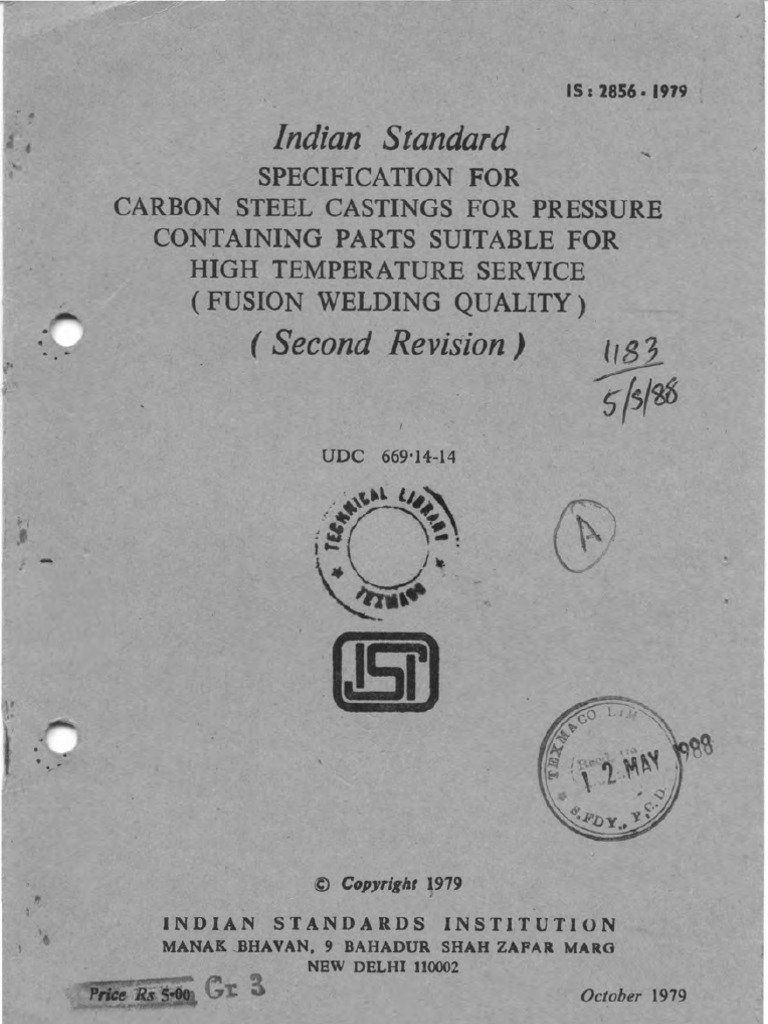 IS : 2856 - 1979
Indian Standard
SPECIFICATION FOR
CARBON STEEL CASTINGS FOR PRESSURE
CONTAINING PARTS SUITABLE FOR
HIGH TEMPERATURE SERVICE
( FUSION WELDING QUALITY )
( Second Revision )
1183
5/5/88
UDC 669·14-14
TECHNICAL LIBRARY
TEXMACO
A
ISI
TEXMACO LIM
12 MAY 1988
S.FDY., P.C.D.
© Copyright 1979
INDIAN STANDARDS INSTITUTION
MANAK BHAVAN, 9 BAHADUR SHAH ZAFAR MARG
NEW DELHI 110002
Price Rs 5·00 Gr 3
October 1979